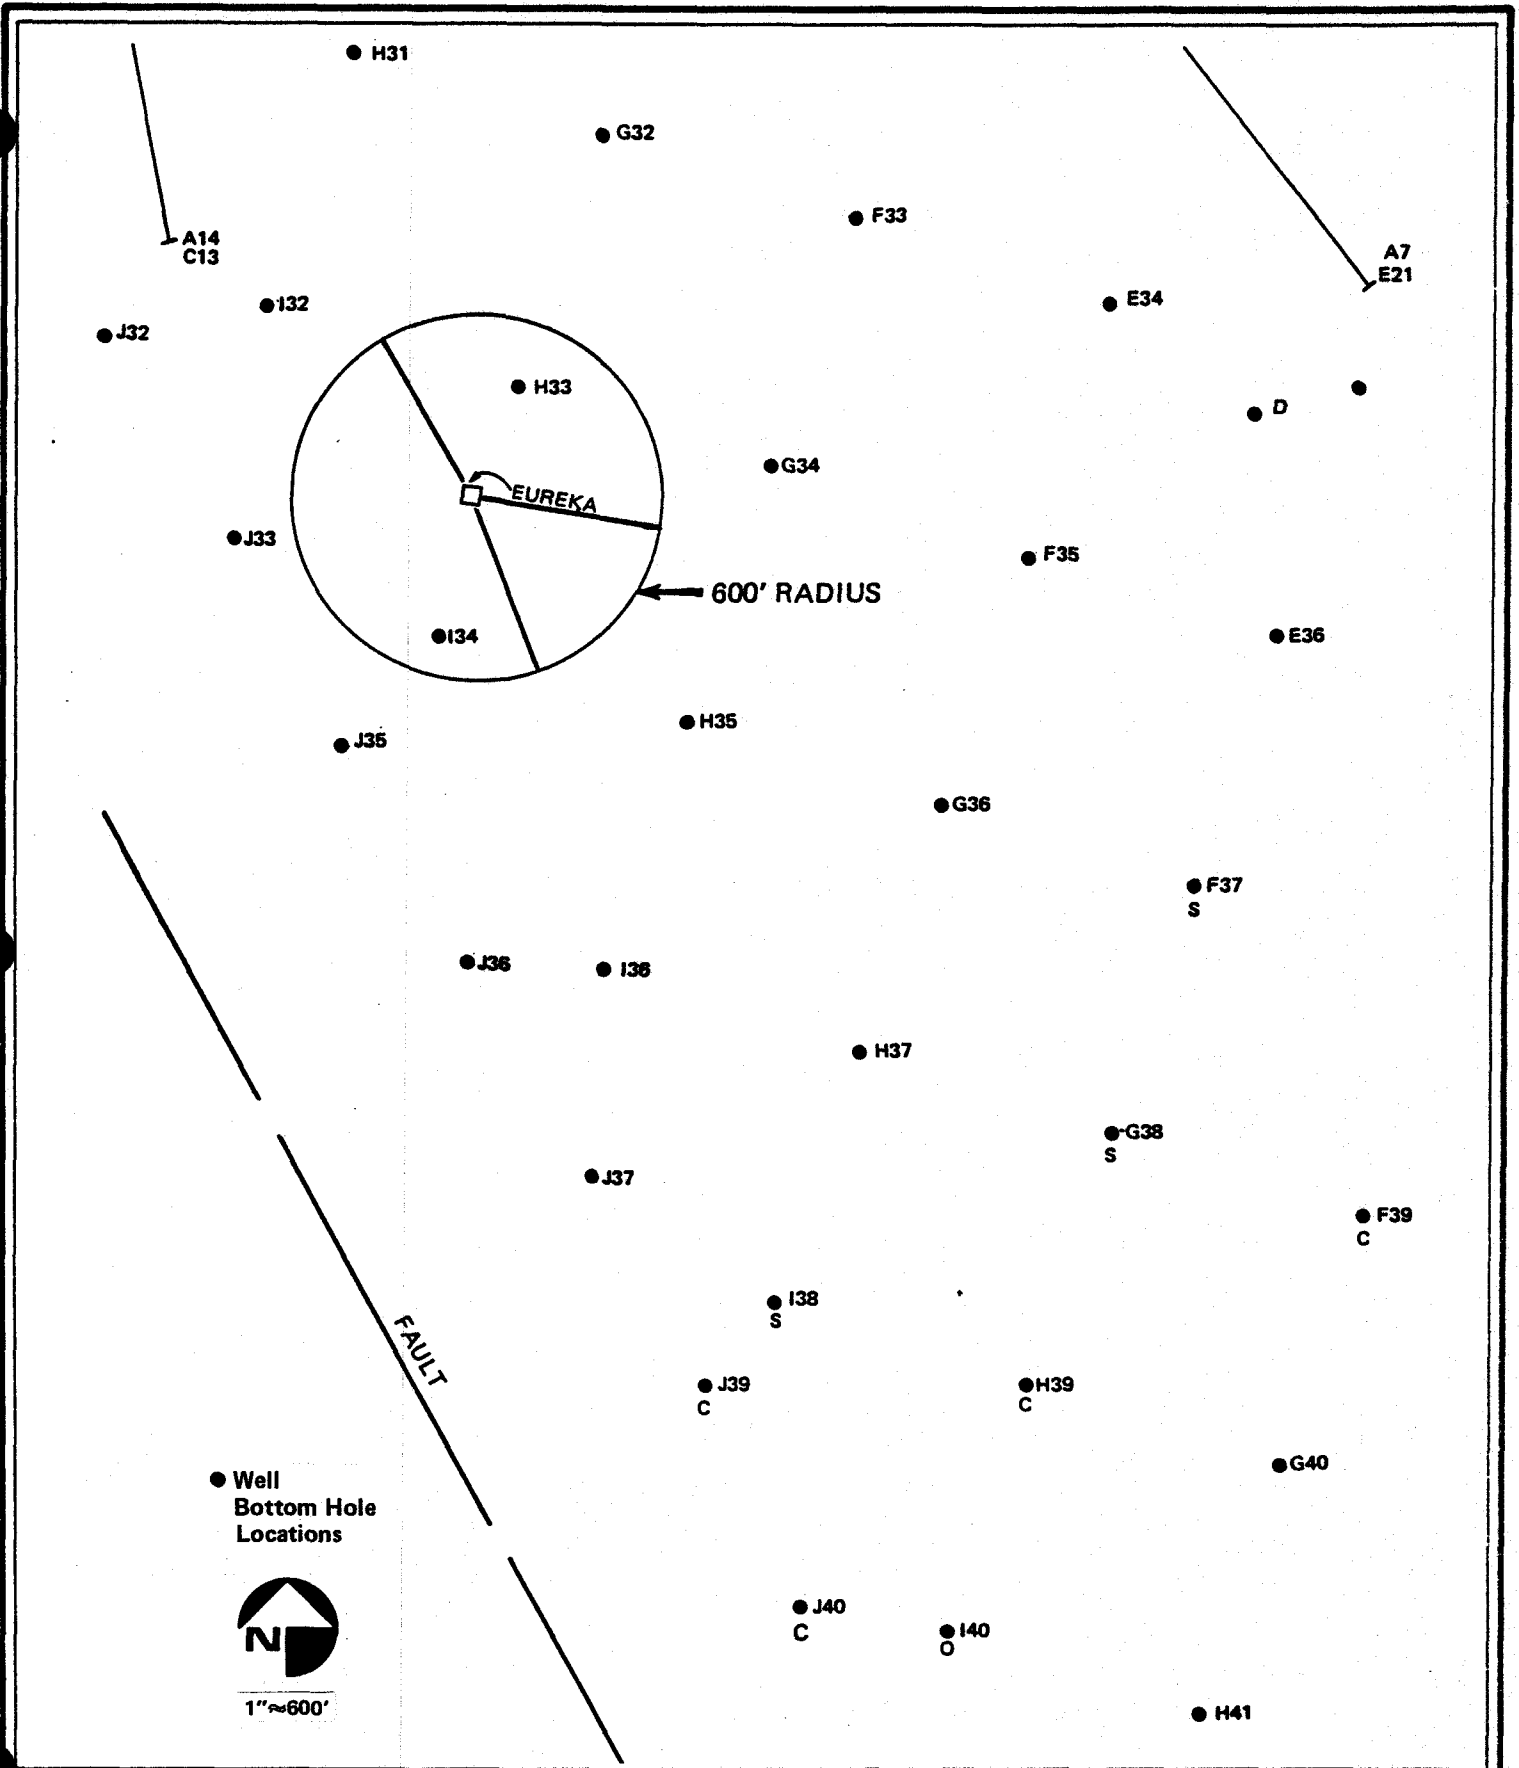 H31
G32
F33
A14
C13
A7
E21
E34
I32
J32
H33
D
G34
EUREKA
J33
F35
600' RADIUS
I34
E36
H35
J35
G36
F37
S
J36
I36
H37
G38
S
J37
F39
C
I38
S
FAULT
J39
C
H39
C
G40
Well
Bottom Hole
Locations
J40
C
I40
O
N
1"≈600'
H41